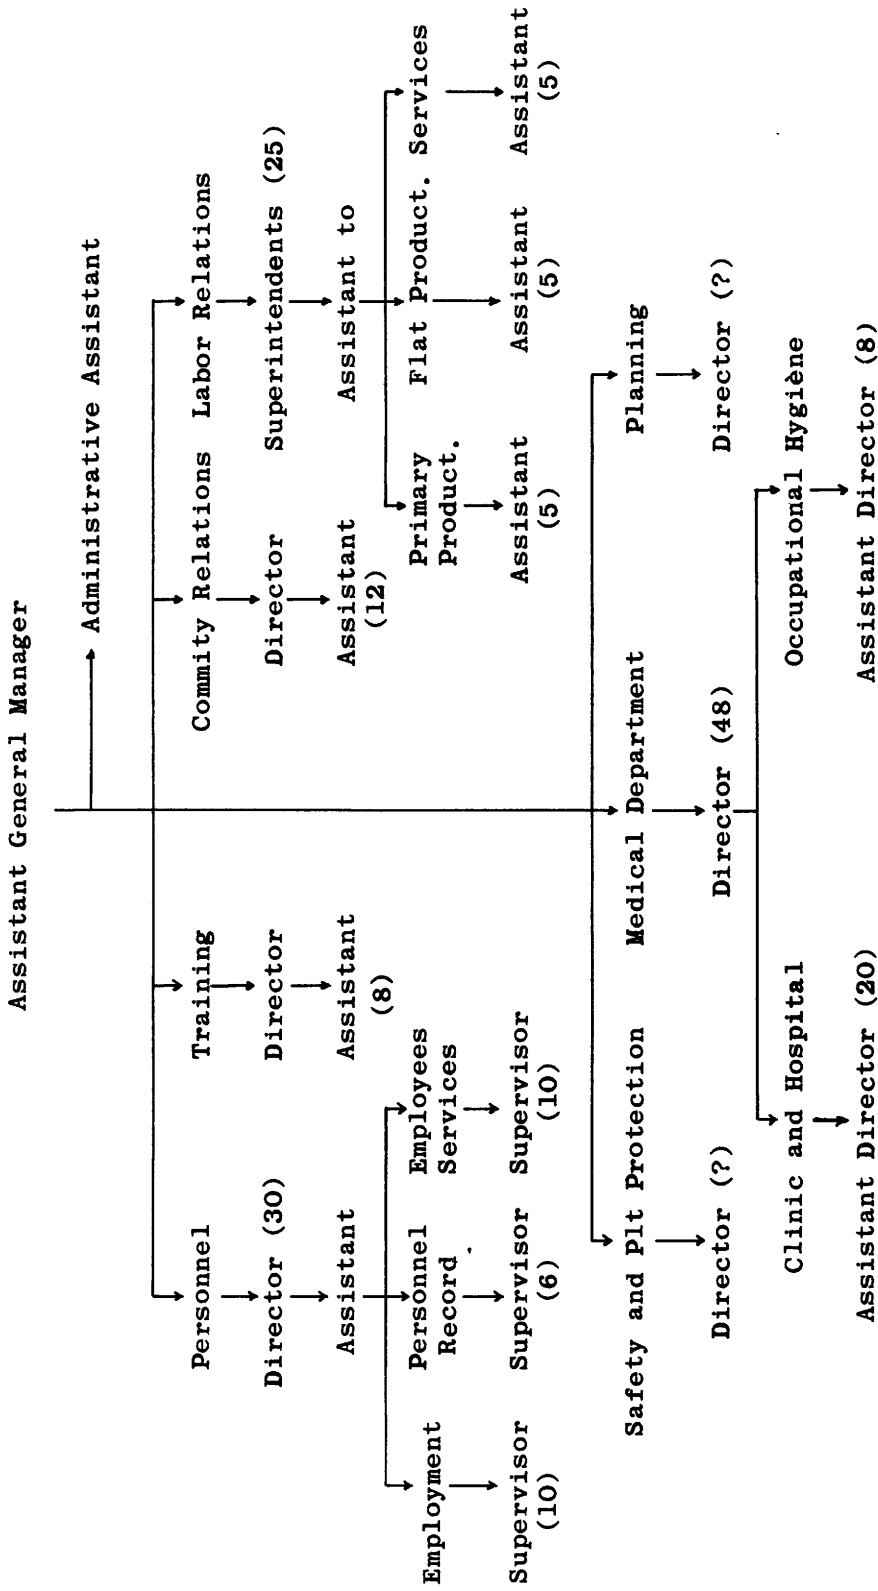 Assistant General Manager
Administrative Assistant
Personnel
Training
Commity Relations
Labor Relations
Director (30)
Director
Director
Superintendents (25)
Assistant
Assistant
(8)
Assistant
(12)
Assistant to
Employment
Personnel
Record
Employees
Services
Primary
Product.
Flat Product.
Services
Supervisor
(10)
Supervisor
(6)
Supervisor
(10)
Assistant
(5)
Assistant
(5)
Assistant
(5)
Safety and Plt Protection
Medical Department
Planning
Director (?)
Director (48)
Director (?)
Clinic and Hospital
Occupational Hygiène
Assistant Director (20)
Assistant Director (8)